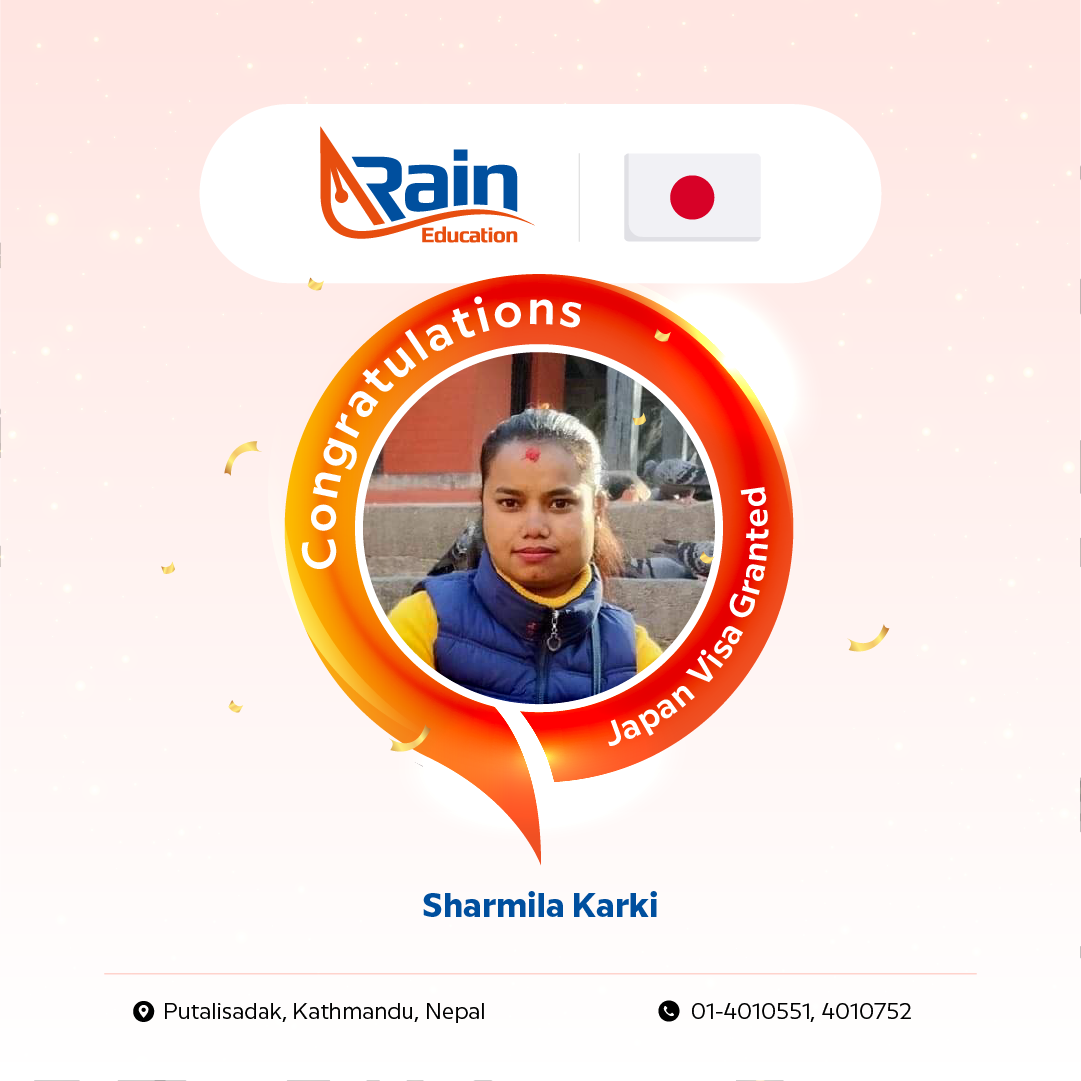 Rain
Education
Congratulations
Japan Visa Granted
Sharmila Karki
Putalisadak, Kathmandu, Nepal
01-4010551, 4010752